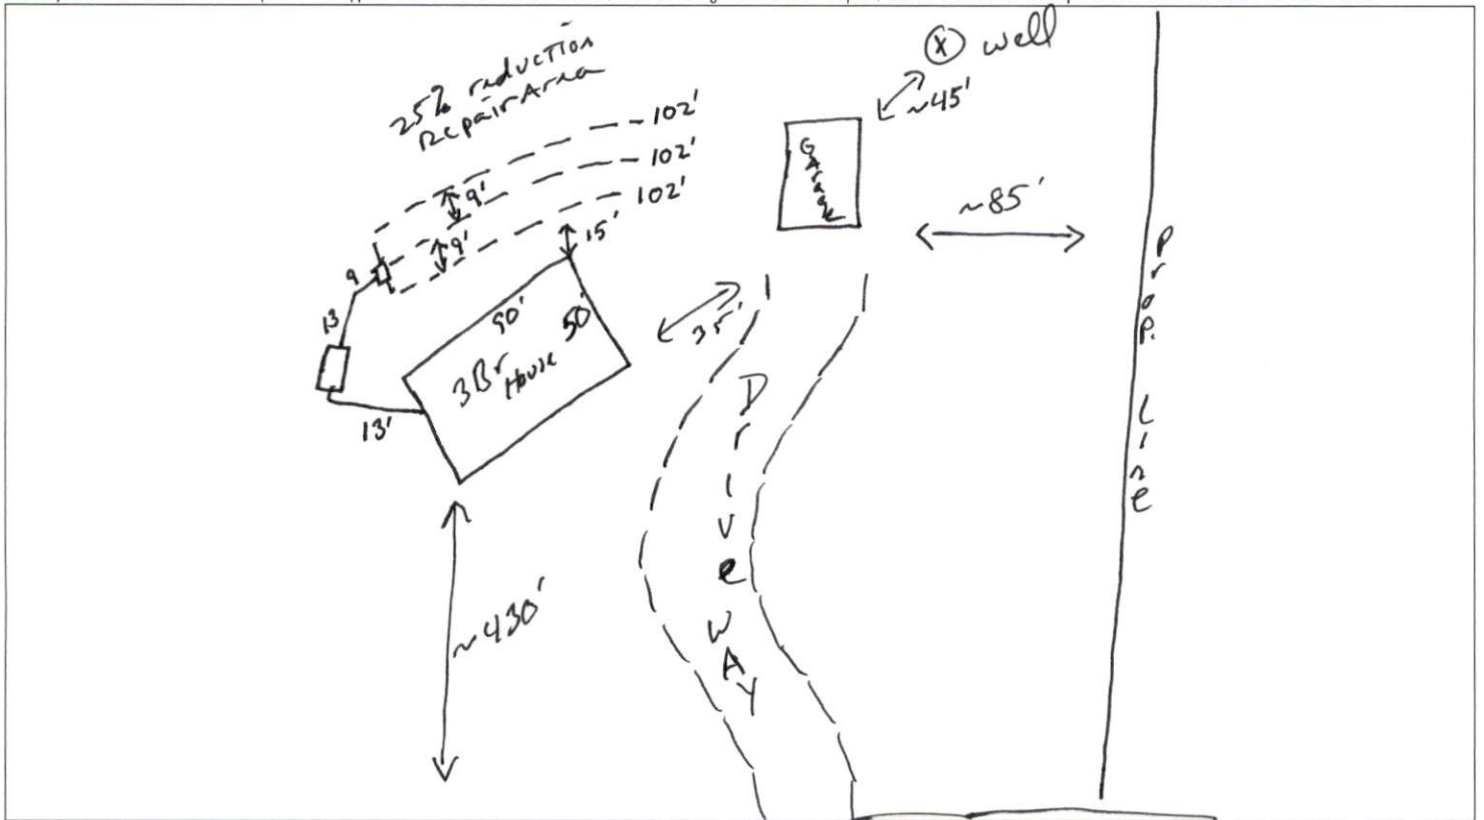 25% reduction
Repair Area
102'
102'
102'
9'
9'
15'
9
13
13'
90'
50'
3Br
House
35'
~430'
Garage
(X) well
~45'
~85'
Driveway
Prop. Line